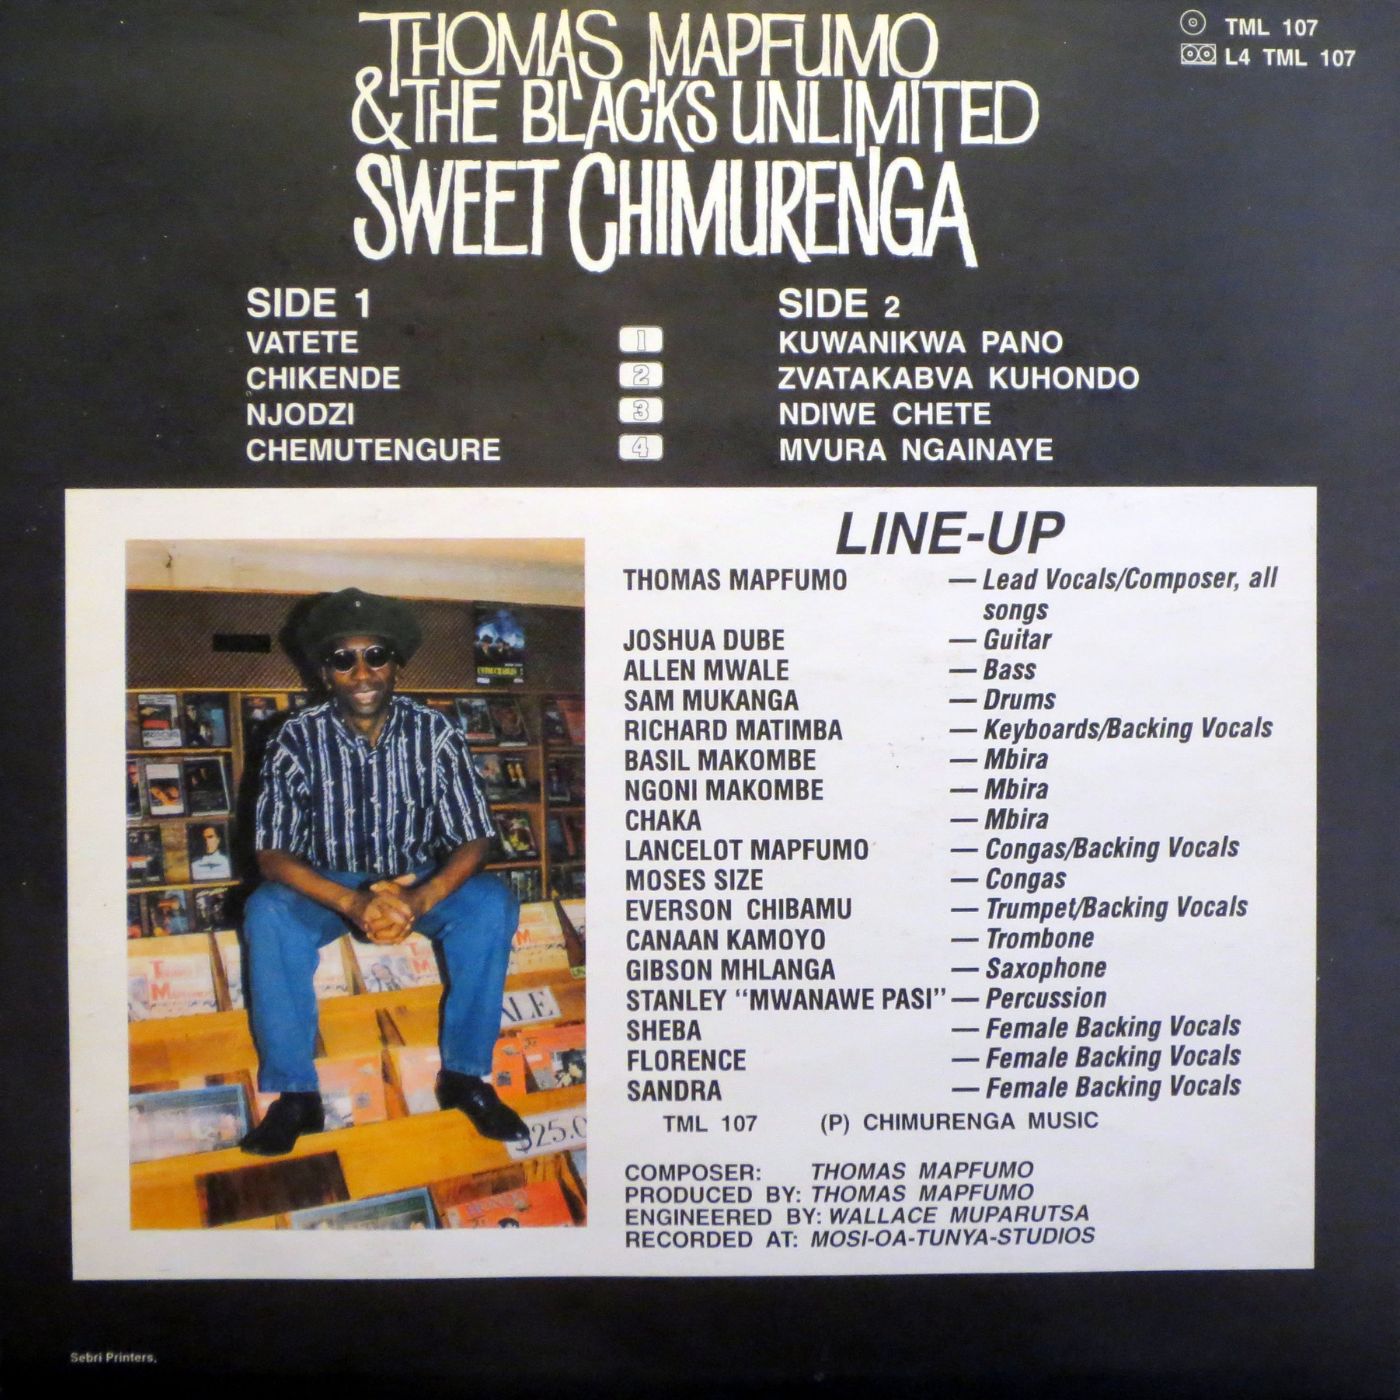 THOMAS MAPFUMO
& THE BLACKS UNLIMITED
SWEET CHIMURENGA
TML 107
L4 TML 107
SIDE 1
VATETE
CHIKENDE
NJODZI
CHEMUTENGURE
1
2
3
4
SIDE 2
KUWANIKWA PANO
ZVATAKABVA KUHONDO
NDIWE CHETE
MVURA NGAINAYE
LINE-UP
THOMAS MAPFUMO — Lead Vocals/Composer, all
songs
JOSHUA DUBE — Guitar
ALLEN MWALE — Bass
SAM MUKANGA — Drums
RICHARD MATIMBA — Keyboards/Backing Vocals
BASIL MAKOMBE — Mbira
NGONI MAKOMBE — Mbira
CHAKA — Mbira
LANCELOT MAPFUMO — Congas/Backing Vocals
MOSES SIZE — Congas
EVERSON CHIBAMU — Trumpet/Backing Vocals
CANAAN KAMOYO — Trombone
GIBSON MHLANGA — Saxophone
STANLEY “MWANAWE PASI” — Percussion
SHEBA — Female Backing Vocals
FLORENCE — Female Backing Vocals
SANDRA — Female Backing Vocals
TML 107 (P) CHIMURENGA MUSIC
COMPOSER: THOMAS MAPFUMO
PRODUCED BY: THOMAS MAPFUMO
ENGINEERED BY: WALLACE MUPARUTSA
RECORDED AT: MOSI-OA-TUNYA-STUDIOS
$25.0
Sebri Printers.